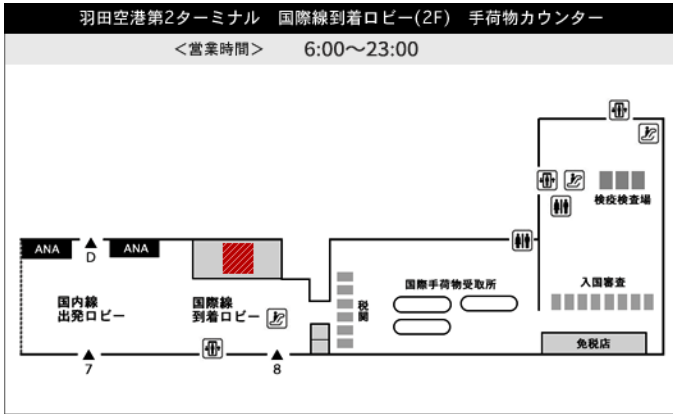 羽田空港第2ターミナル 国際線到着ロビー(2F) 手荷物カウンター
＜営業時間＞ 6:00～23:00
検疫検査場
ANA
D
ANA
国内線
出発ロビー
国際線
到着ロビー
税関
国際手荷物受取所
入国審査
免税店
7
8